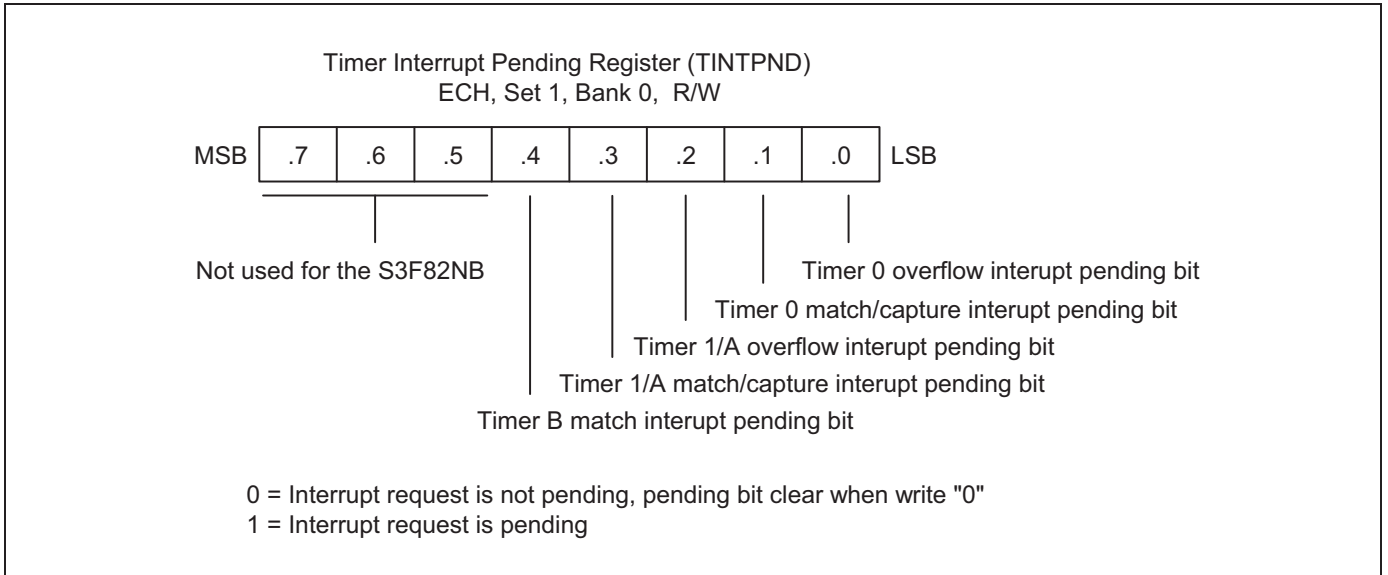 Timer Interrupt Pending Register (TINTPND)
ECH, Set 1, Bank 0, R/W
MSB .7 .6 .5 .4 .3 .2 .1 .0 LSB
Not used for the S3F82NB
Timer 0 overflow interupt pending bit
Timer 0 match/capture interupt pending bit
Timer 1/A overflow interupt pending bit
Timer 1/A match/capture interupt pending bit
Timer B match interupt pending bit
0 = Interrupt request is not pending, pending bit clear when write "0"
1 = Interrupt request is pending